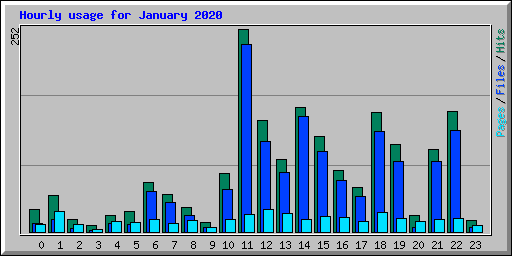 Hourly usage for January 2020
252
Pages / Files / Hits
0 1 2 3 4 5 6 7 8 9 10 11 12 13 14 15 16 17 18 19 20 21 22 23